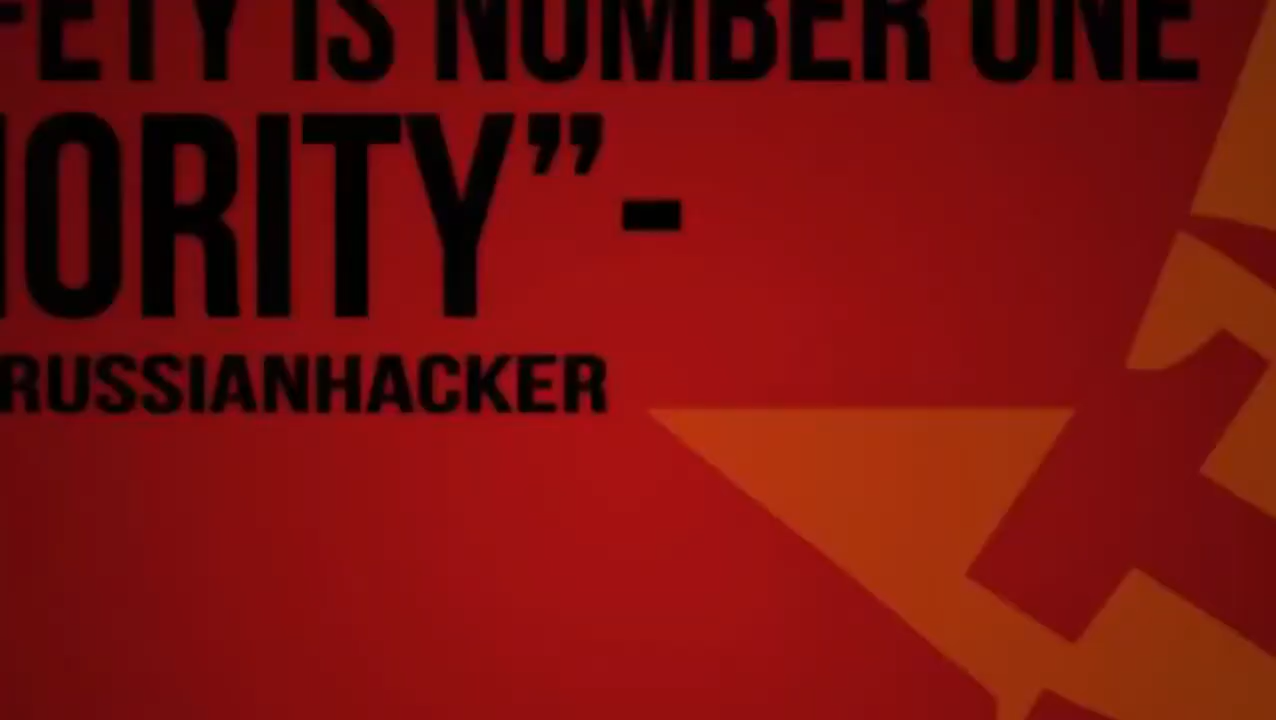 FETY IS NUMBER ONE
IORITY” -
RUSSIANHACKER